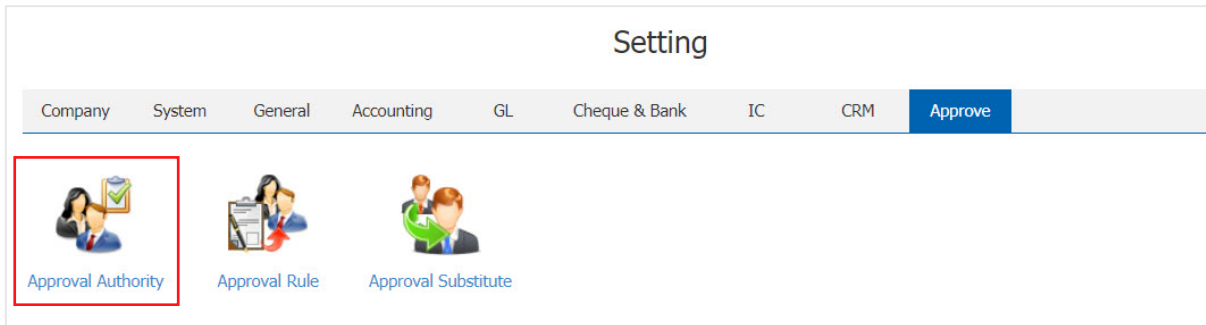 Setting
Company System General Accounting GL Cheque & Bank IC CRM Approve
Approval Authority Approval Rule Approval Substitute